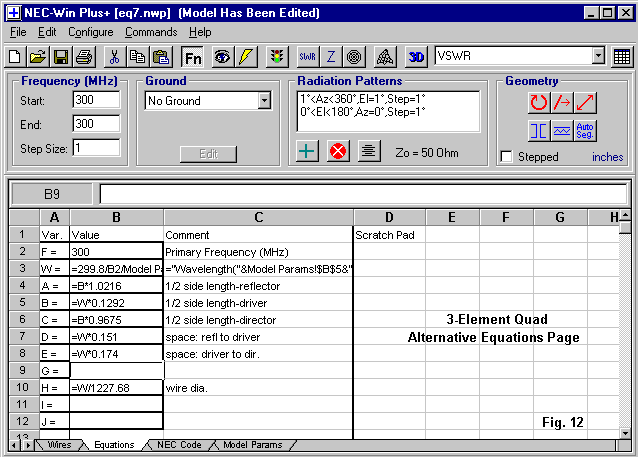 NEC-Win Plus+ [eq7.nwp] (Model Has Been Edited)
File Edit Configure Commands Help
Fn SWR Z 3D VSWR
Frequency (MHz)
Start: 300
End: 300
Step Size: 1
Ground
No Ground
Edit
Radiation Patterns
1°<Az<360°,El=1°,Step=1°
0°<El<180°,Az=0°,Step=1°
Zo = 50 Ohm
Geometry
Auto Seg.
Stepped inches
B9
A B C D E F G H
1 Var. Value Comment Scratch Pad
2 F = 300 Primary Frequency (MHz)
3 W = =299.8/B2/Model Pa ="Wavelength("&Model Params!$B$5&"
4 A = =B*1.0216 1/2 side length-reflector
5 B = =W*0.1292 1/2 side length-driver
6 C = =B*0.9675 1/2 side length-director 3-Element Quad
7 D = =W*0.151 space: refl to driver Alternative Equations Page
8 E = =W*0.174 space: driver to dir.
9 G =
10 H = =W/1227.68 wire dia.
11 I =
12 J = Fig. 12
13
Wires Equations NEC Code Model Params